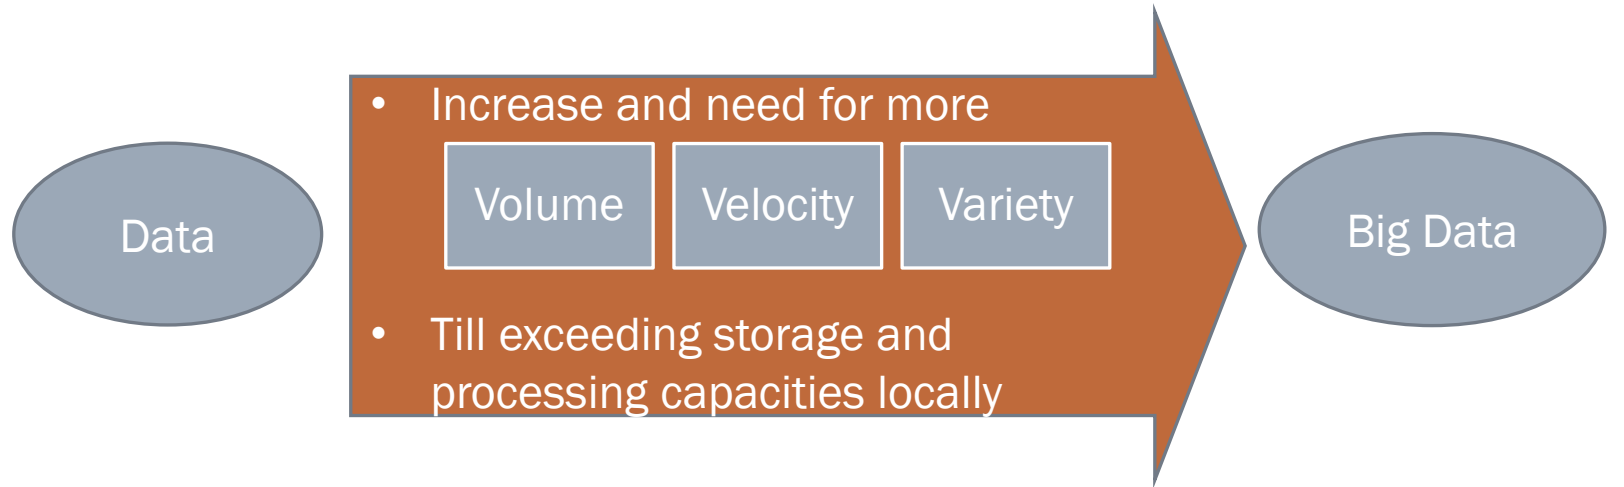 • Increase and need for more
Volume Velocity Variety
Data
Big Data
• Till exceeding storage and
processing capacities locally